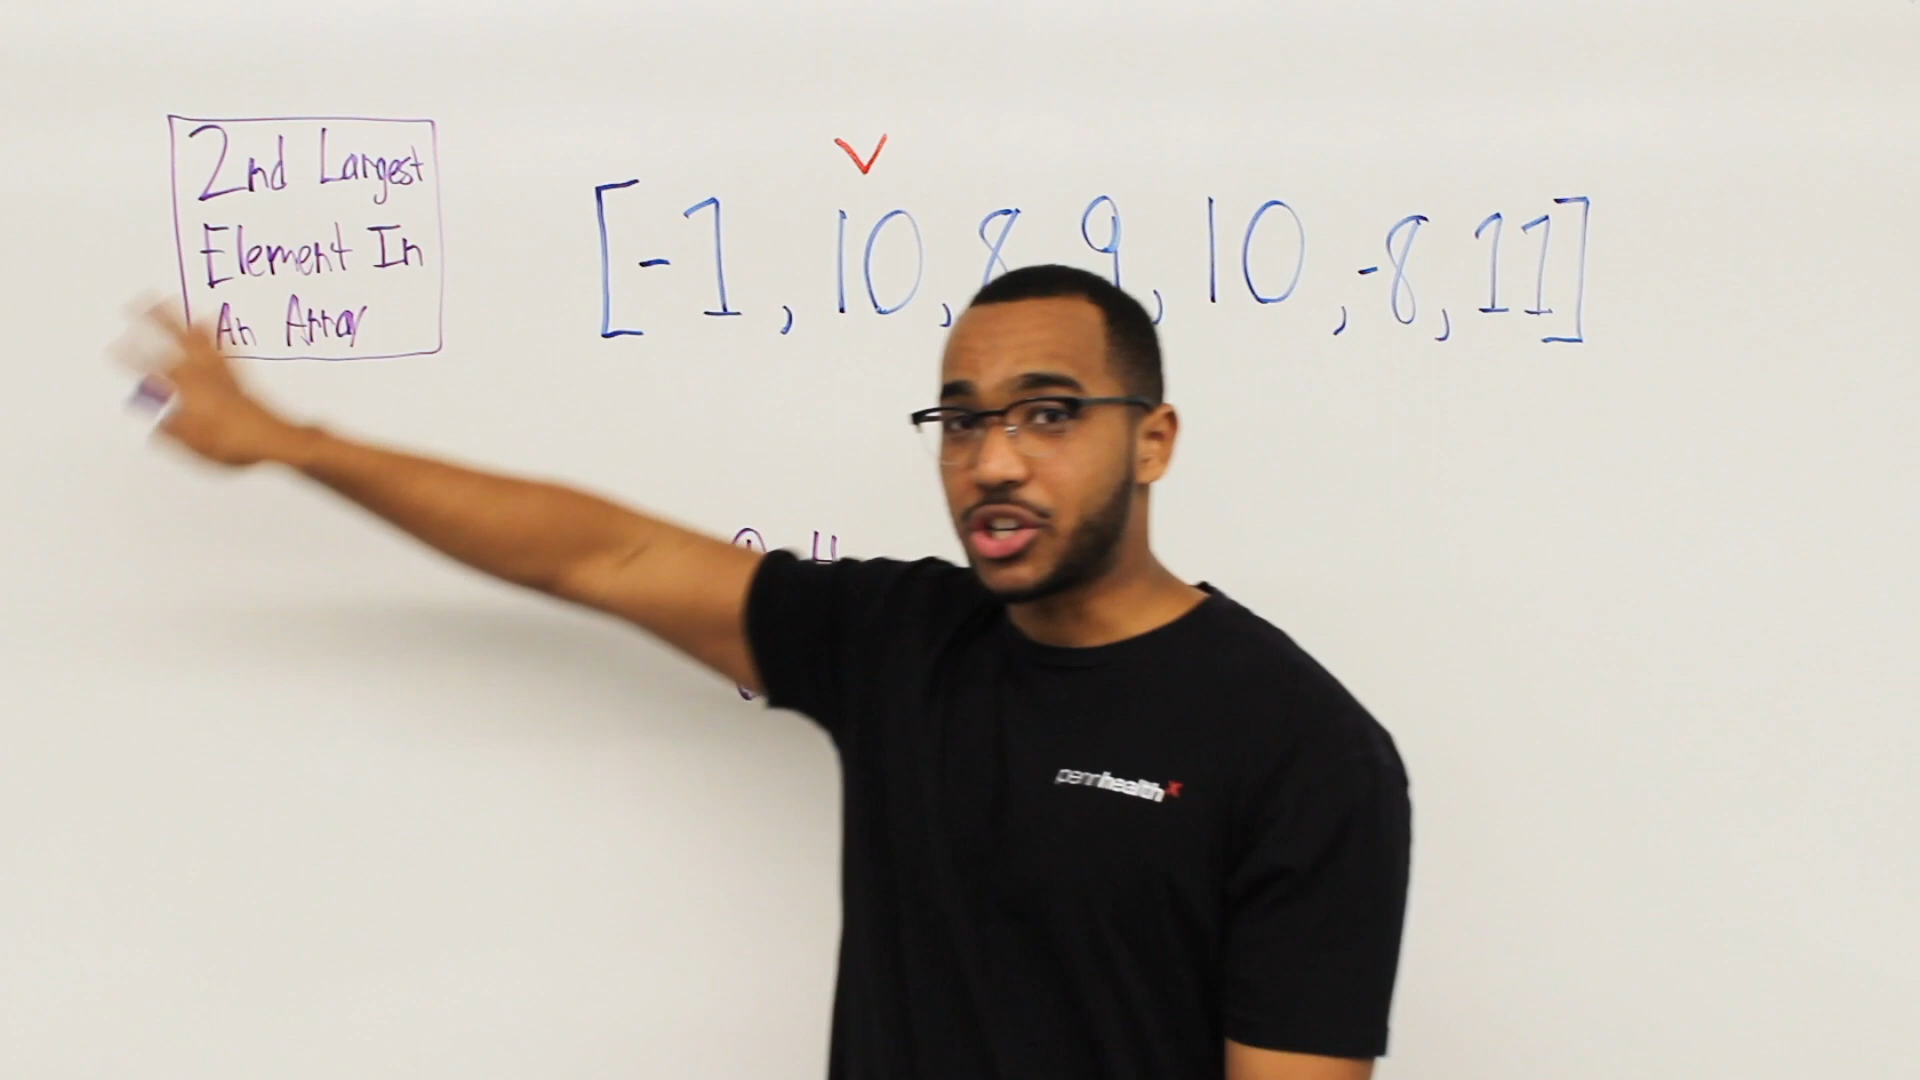 2nd Largest
Element In
An Array
[-1, 10, 8, 9, 10, -8, 11]
pennhealthx